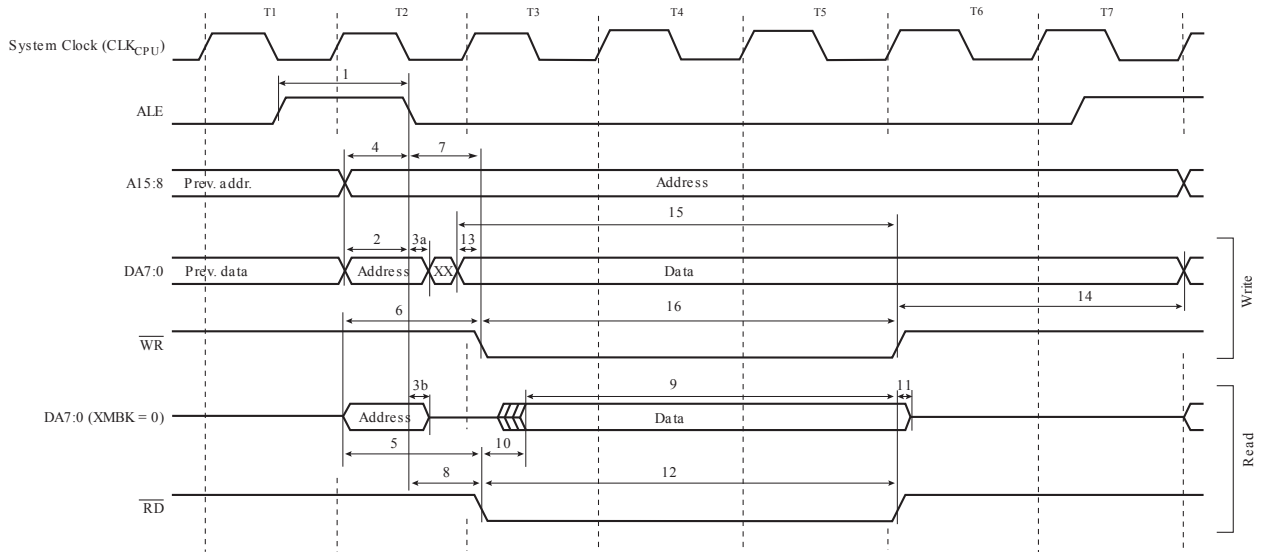 T1 T2 T3 T4 T5 T6 T7
System Clock (CLKCPU)
1
ALE
4 7
A15:8 Prev. addr. Address
15
2 3a 13
DA7:0 Prev. data Address XX Data
14
6 16
WR
Write
3b 9 11
DA7:0 (XMBK = 0) Address Data
5 10
8 12
RD
Read